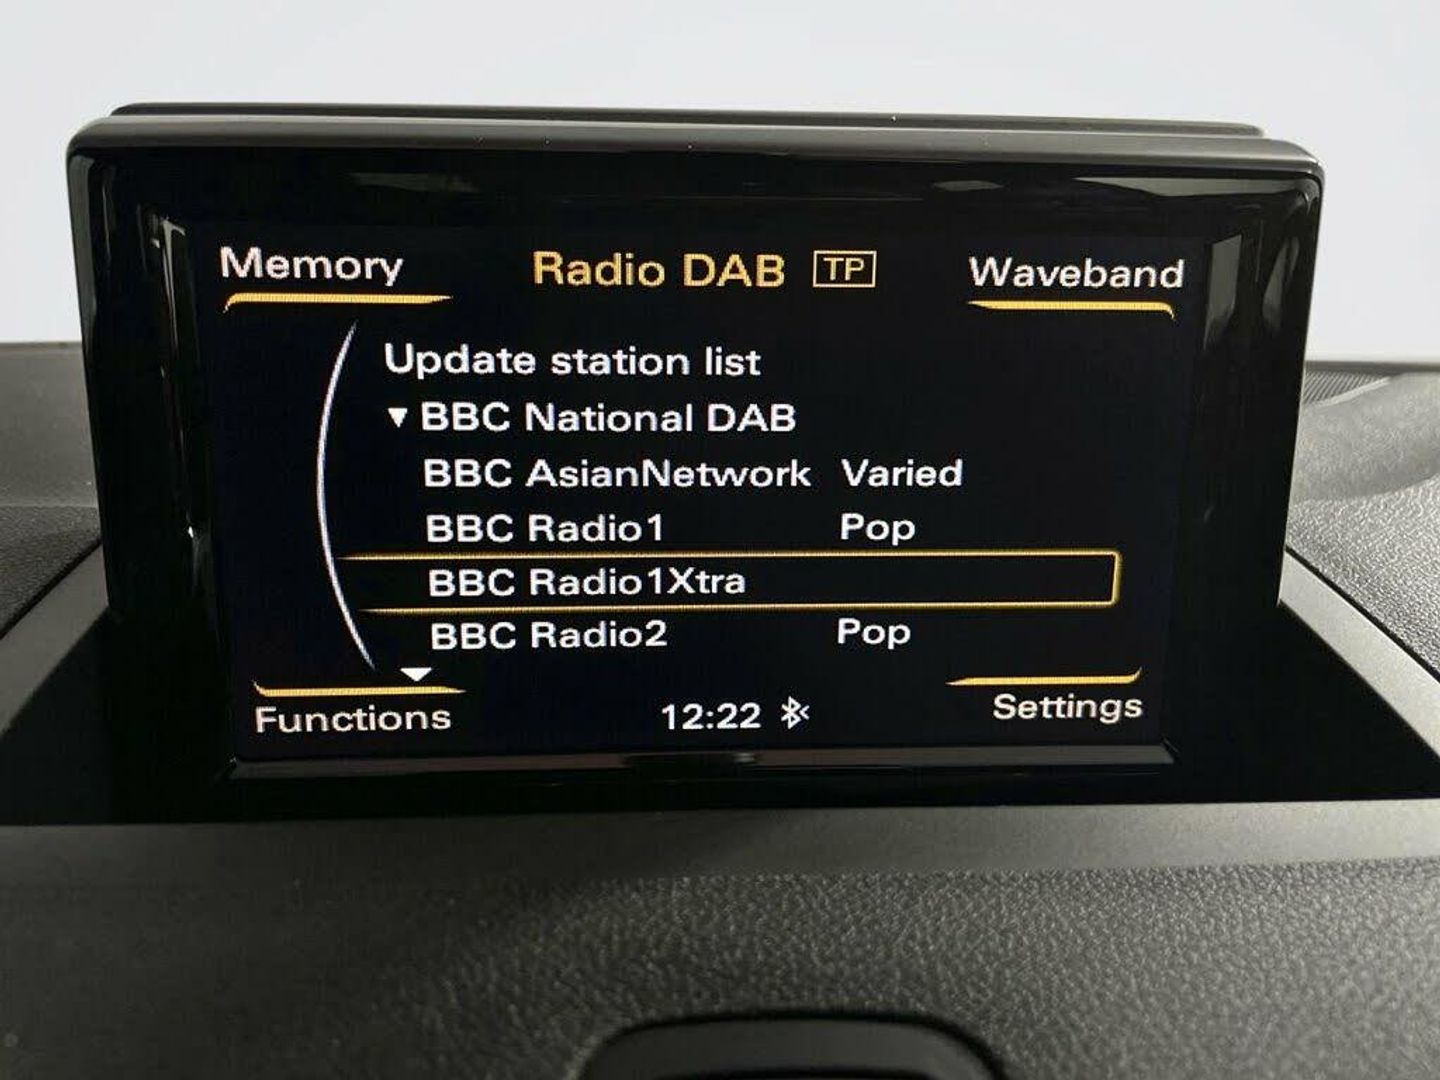 Memory Radio DAB TP Waveband
Update station list
▼ BBC National DAB
BBC AsianNetwork Varied
BBC Radio1 Pop
BBC Radio1Xtra
BBC Radio2 Pop
Functions 12:22 Settings